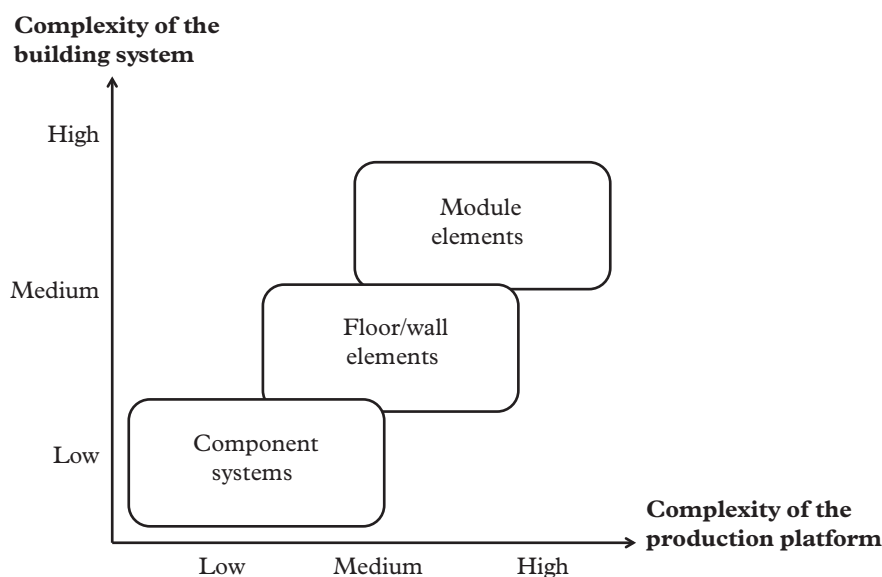 Complexity of the
building system
High
Module
elements
Medium
Floor/wall
elements
Component
systems
Low
Complexity of the
production platform
Low Medium High